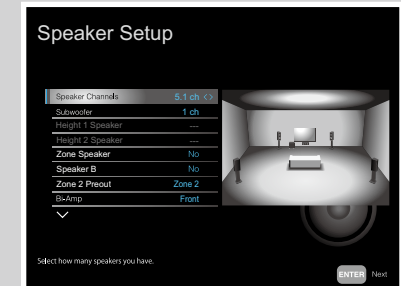 Speaker Setup
Speaker Channels 5.1 ch < >
Subwoofer 1 ch
Height 1 Speaker ---
Height 2 Speaker ---
Zone Speaker No
Speaker B No
Zone 2 Preout Zone 2
Bi-Amp Front
Select how many speakers you have.
ENTER Next